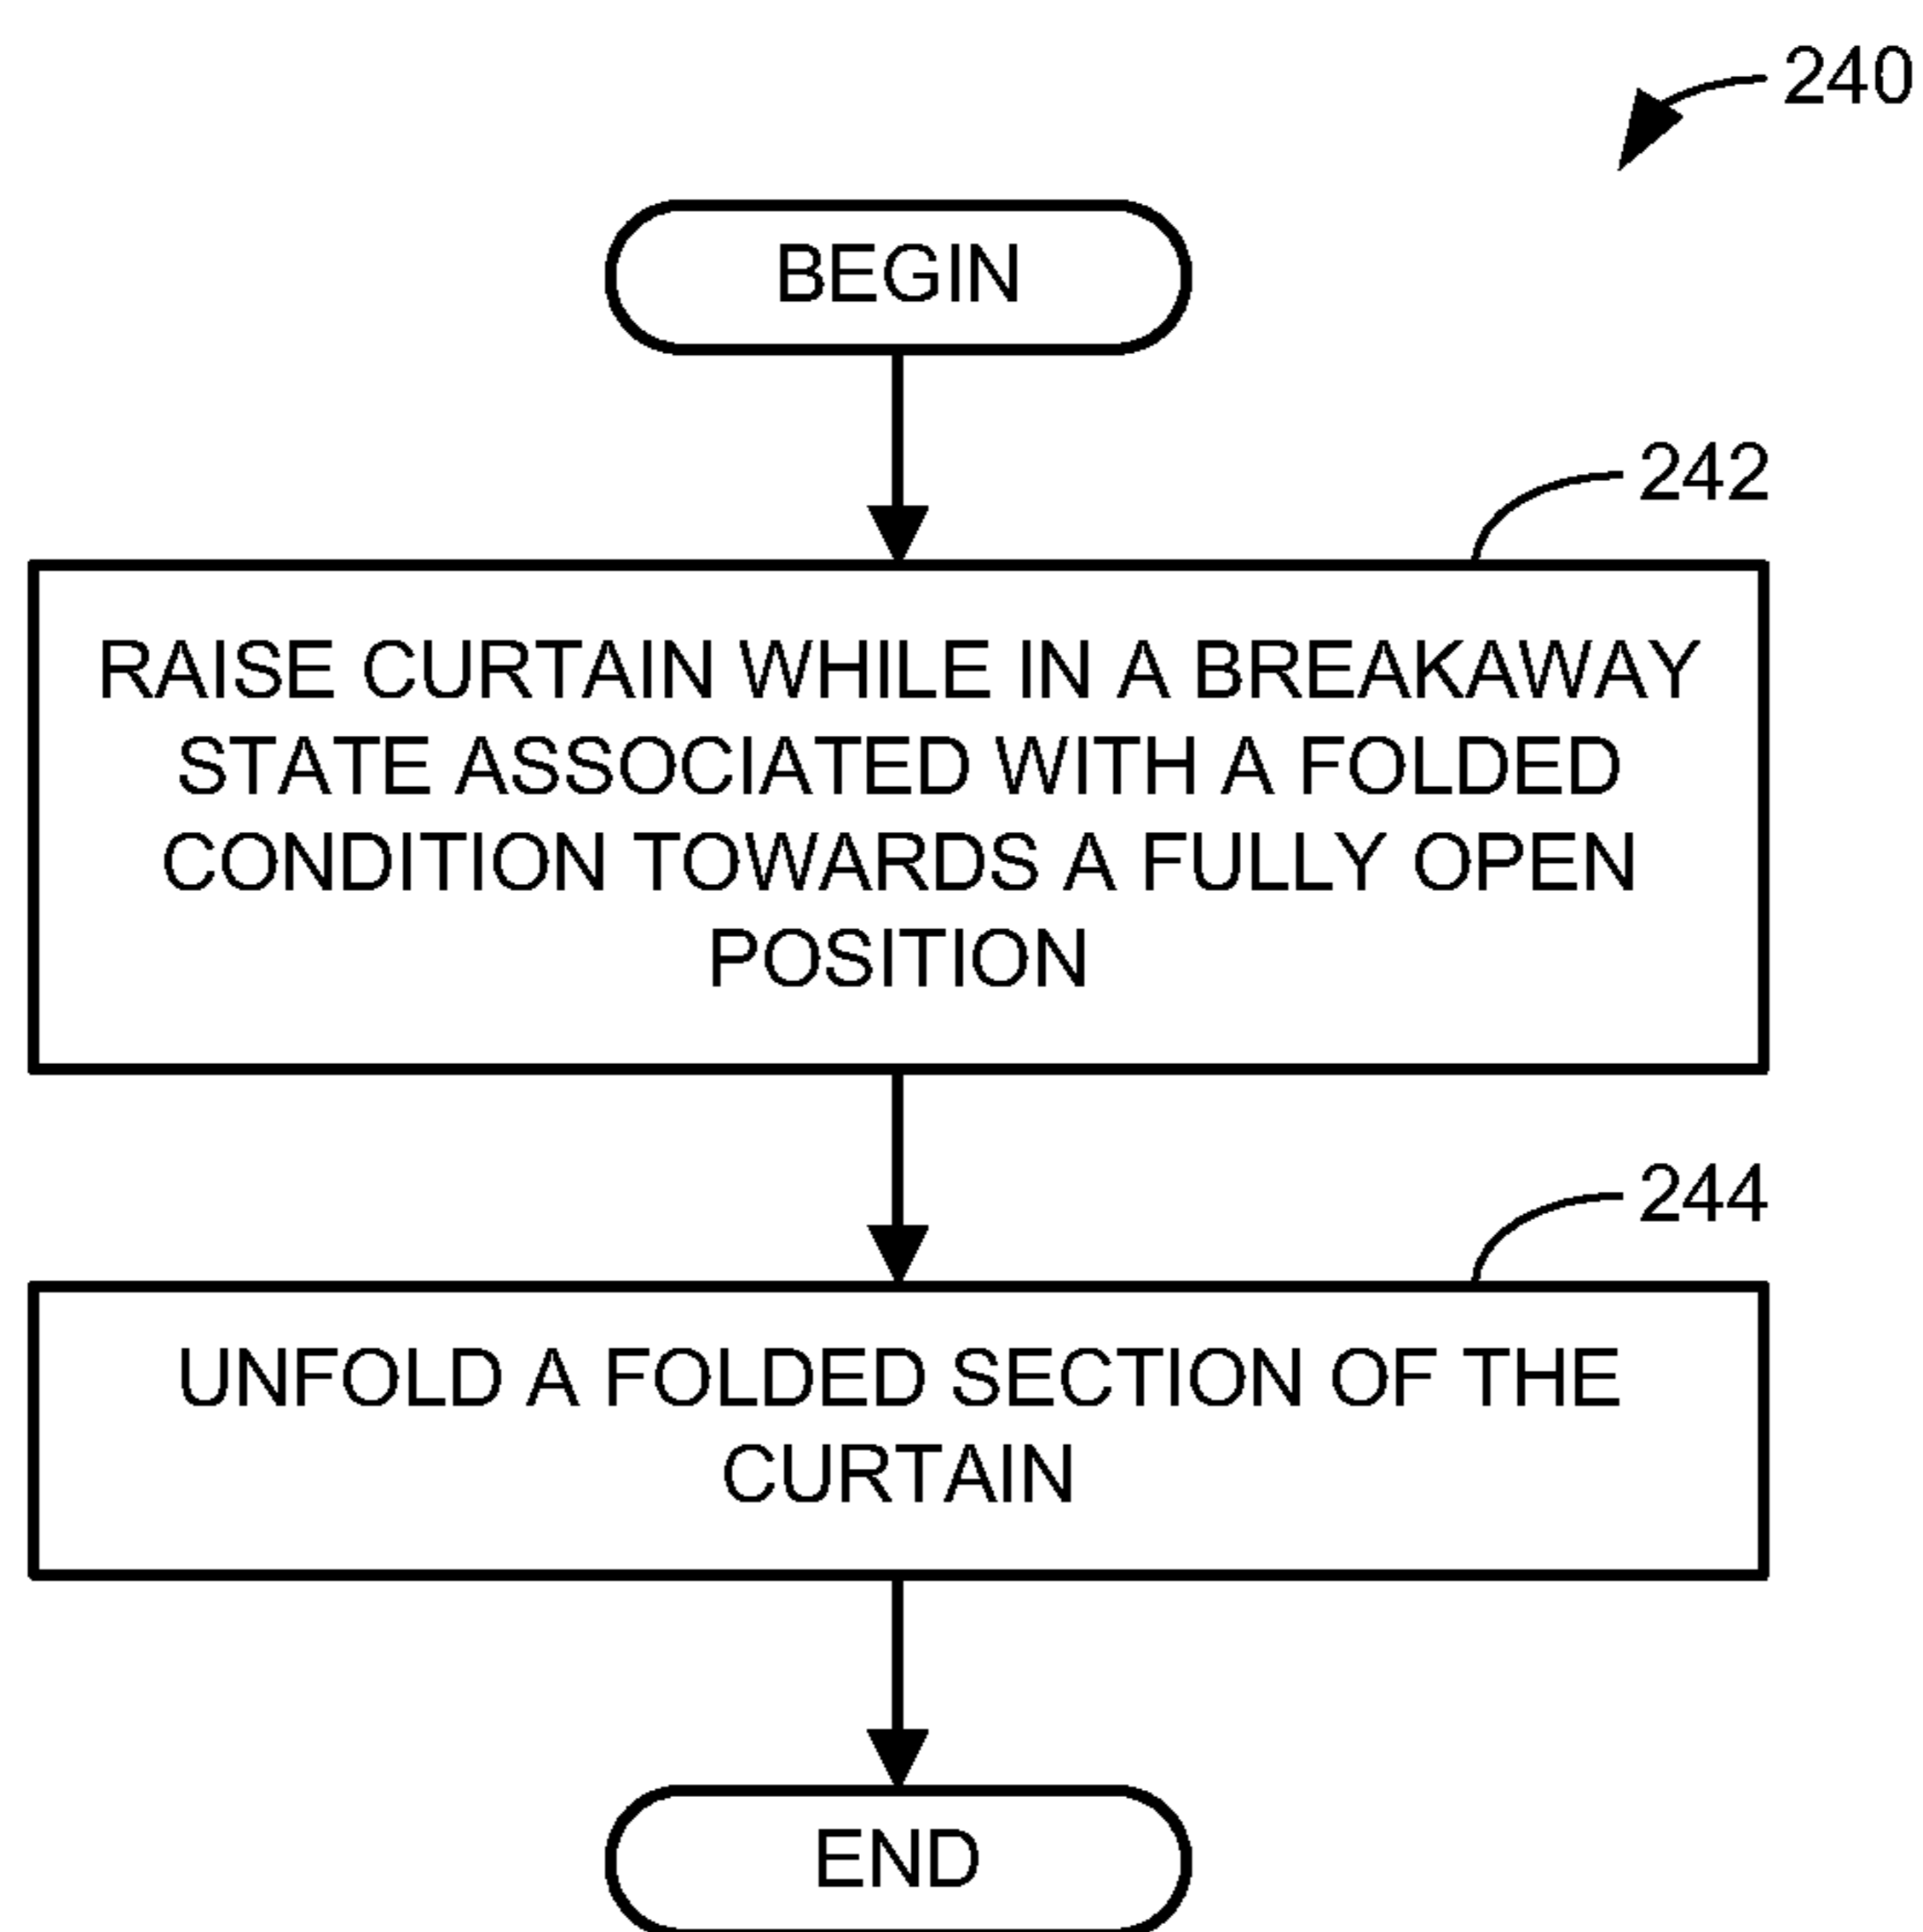 240
BEGIN
242
RAISE CURTAIN WHILE IN A BREAKAWAY
STATE ASSOCIATED WITH A FOLDED
CONDITION TOWARDS A FULLY OPEN
POSITION
244
UNFOLD A FOLDED SECTION OF THE
CURTAIN
END